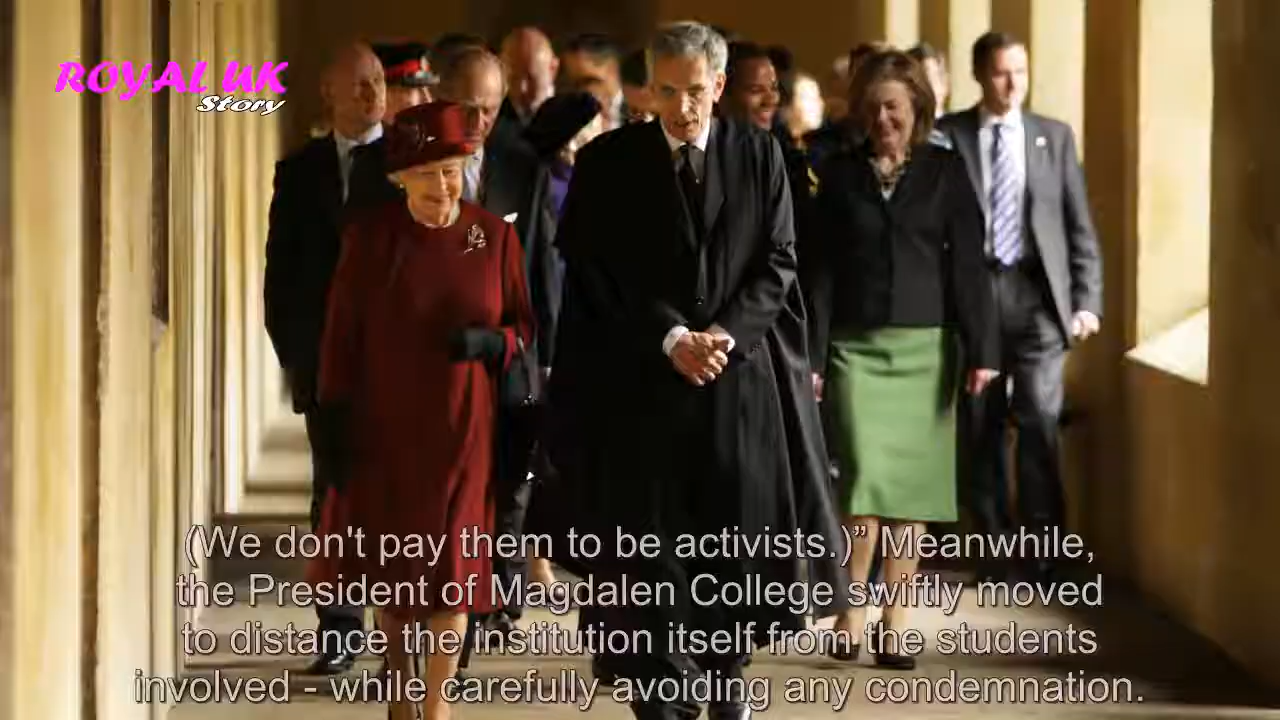 ROYAL UK
Story
(We don't pay them to be activists.)” Meanwhile,
the President of Magdalen College swiftly moved
to distance the institution itself from the students
involved - while carefully avoiding any condemnation.